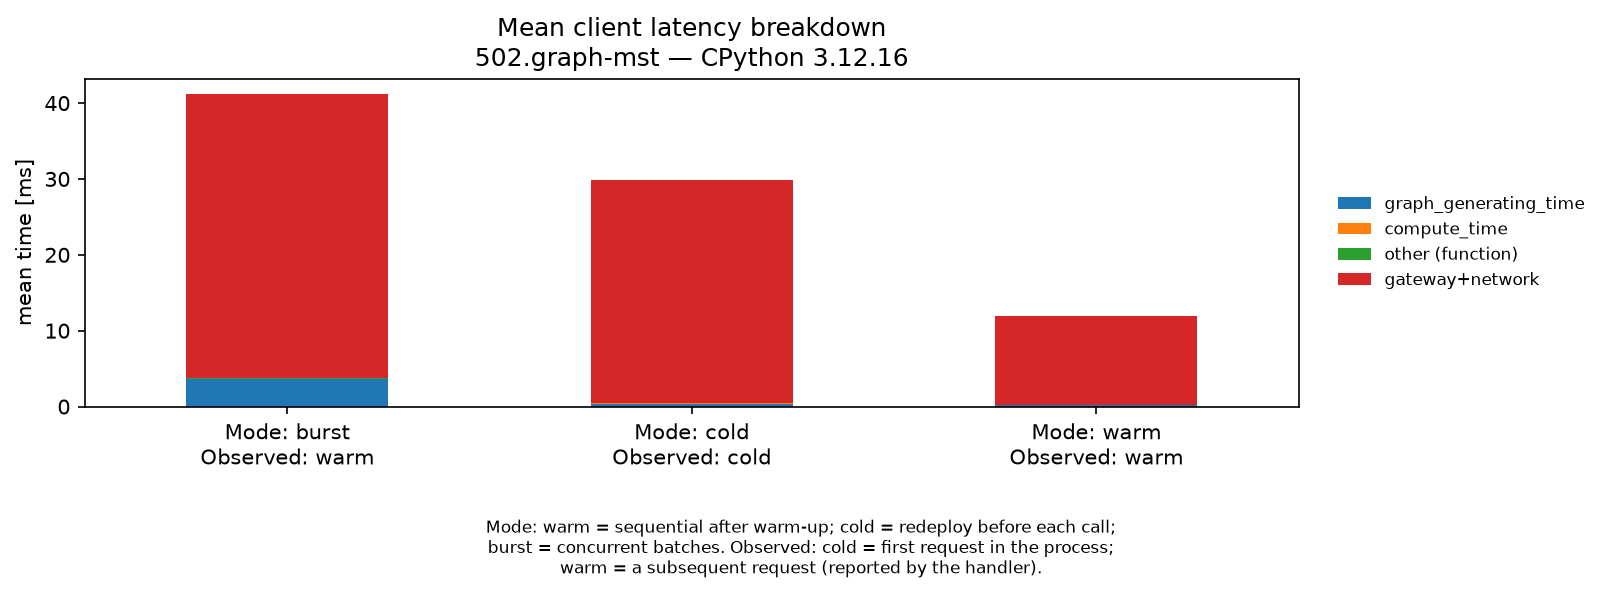 Mean client latency breakdown
502.graph-mst — CPython 3.12.16
mean time [ms]
40
30
20
10
0
Mode: burst
Observed: warm
Mode: cold
Observed: cold
Mode: warm
Observed: warm
graph_generating_time
compute_time
other (function)
gateway+network
Mode: warm = sequential after warm-up; cold = redeploy before each call;
burst = concurrent batches. Observed: cold = first request in the process;
warm = a subsequent request (reported by the handler).